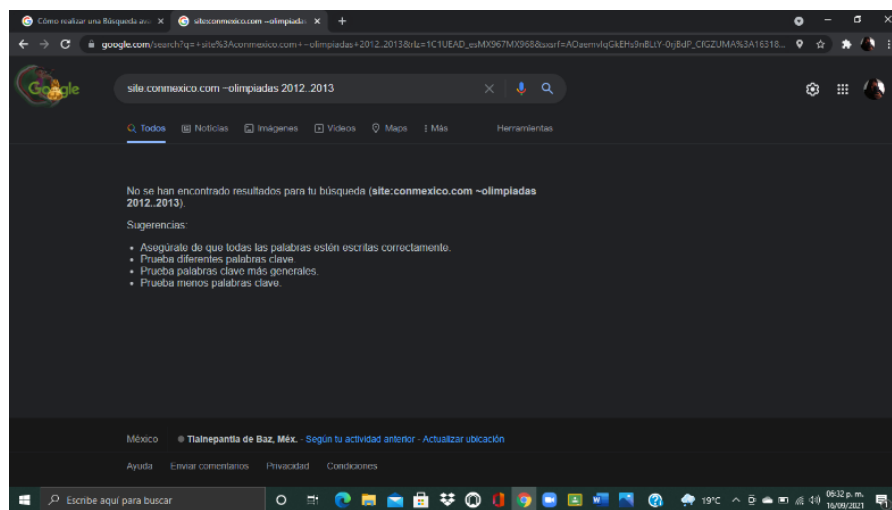 Cómo realizar una Búsqueda ava
site:conmexico.com ~olimpiadas
google.com/search?q=+site%3Aconmexico.com+~olimpiadas+2012..2013&rlz=1C1UEAD_esMX967MX968&sxsrf=
Google
site:conmexico.com ~olimpiadas 2012..2013
Todos Noticias Imágenes Videos Maps Más Herramientas
No se han encontrado resultados para tu búsqueda (site:conmexico.com ~olimpiadas
2012..2013).
Sugerencias:
Asegúrate de que todas las palabras estén escritas correctamente.
Prueba diferentes palabras clave.
Prueba palabras clave más generales.
Prueba menos palabras clave.
México Tlalnepantla de Baz, Méx. - Según tu actividad anterior - Actualizar ubicación
Ayuda Enviar comentarios Privacidad Condiciones
Escribe aquí para buscar 19°C 06:32 p. m.
16/09/2021